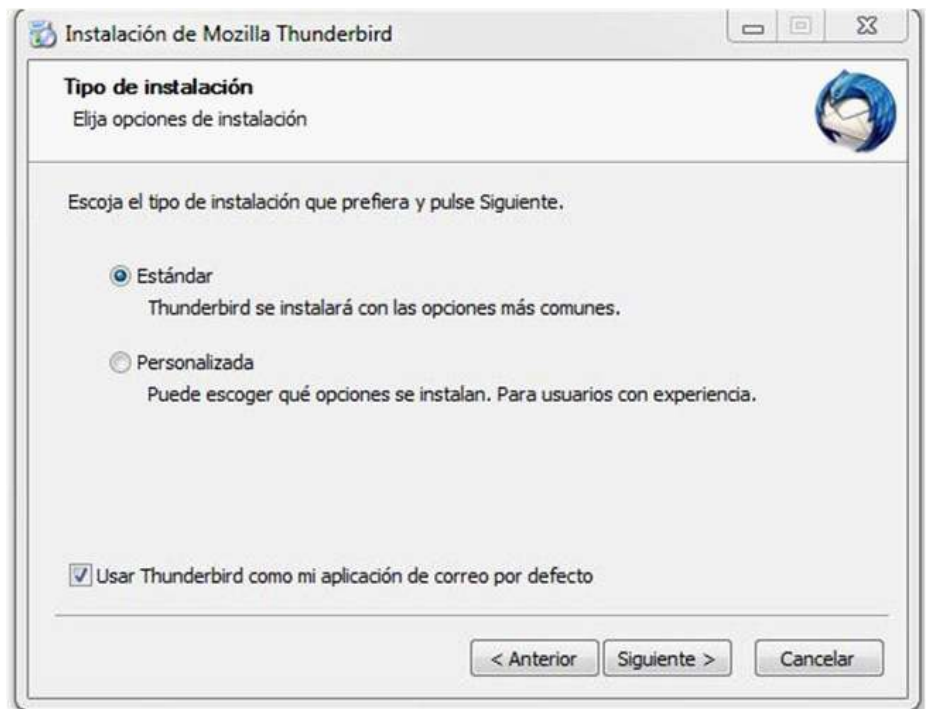 Instalación de Mozilla Thunderbird
Tipo de instalación
Elija opciones de instalación
Escoja el tipo de instalación que prefiera y pulse Siguiente.
Estándar
Thunderbird se instalará con las opciones más comunes.
Personalizada
Puede escoger qué opciones se instalan. Para usuarios con experiencia.
Usar Thunderbird como mi aplicación de correo por defecto
< Anterior Siguiente > Cancelar